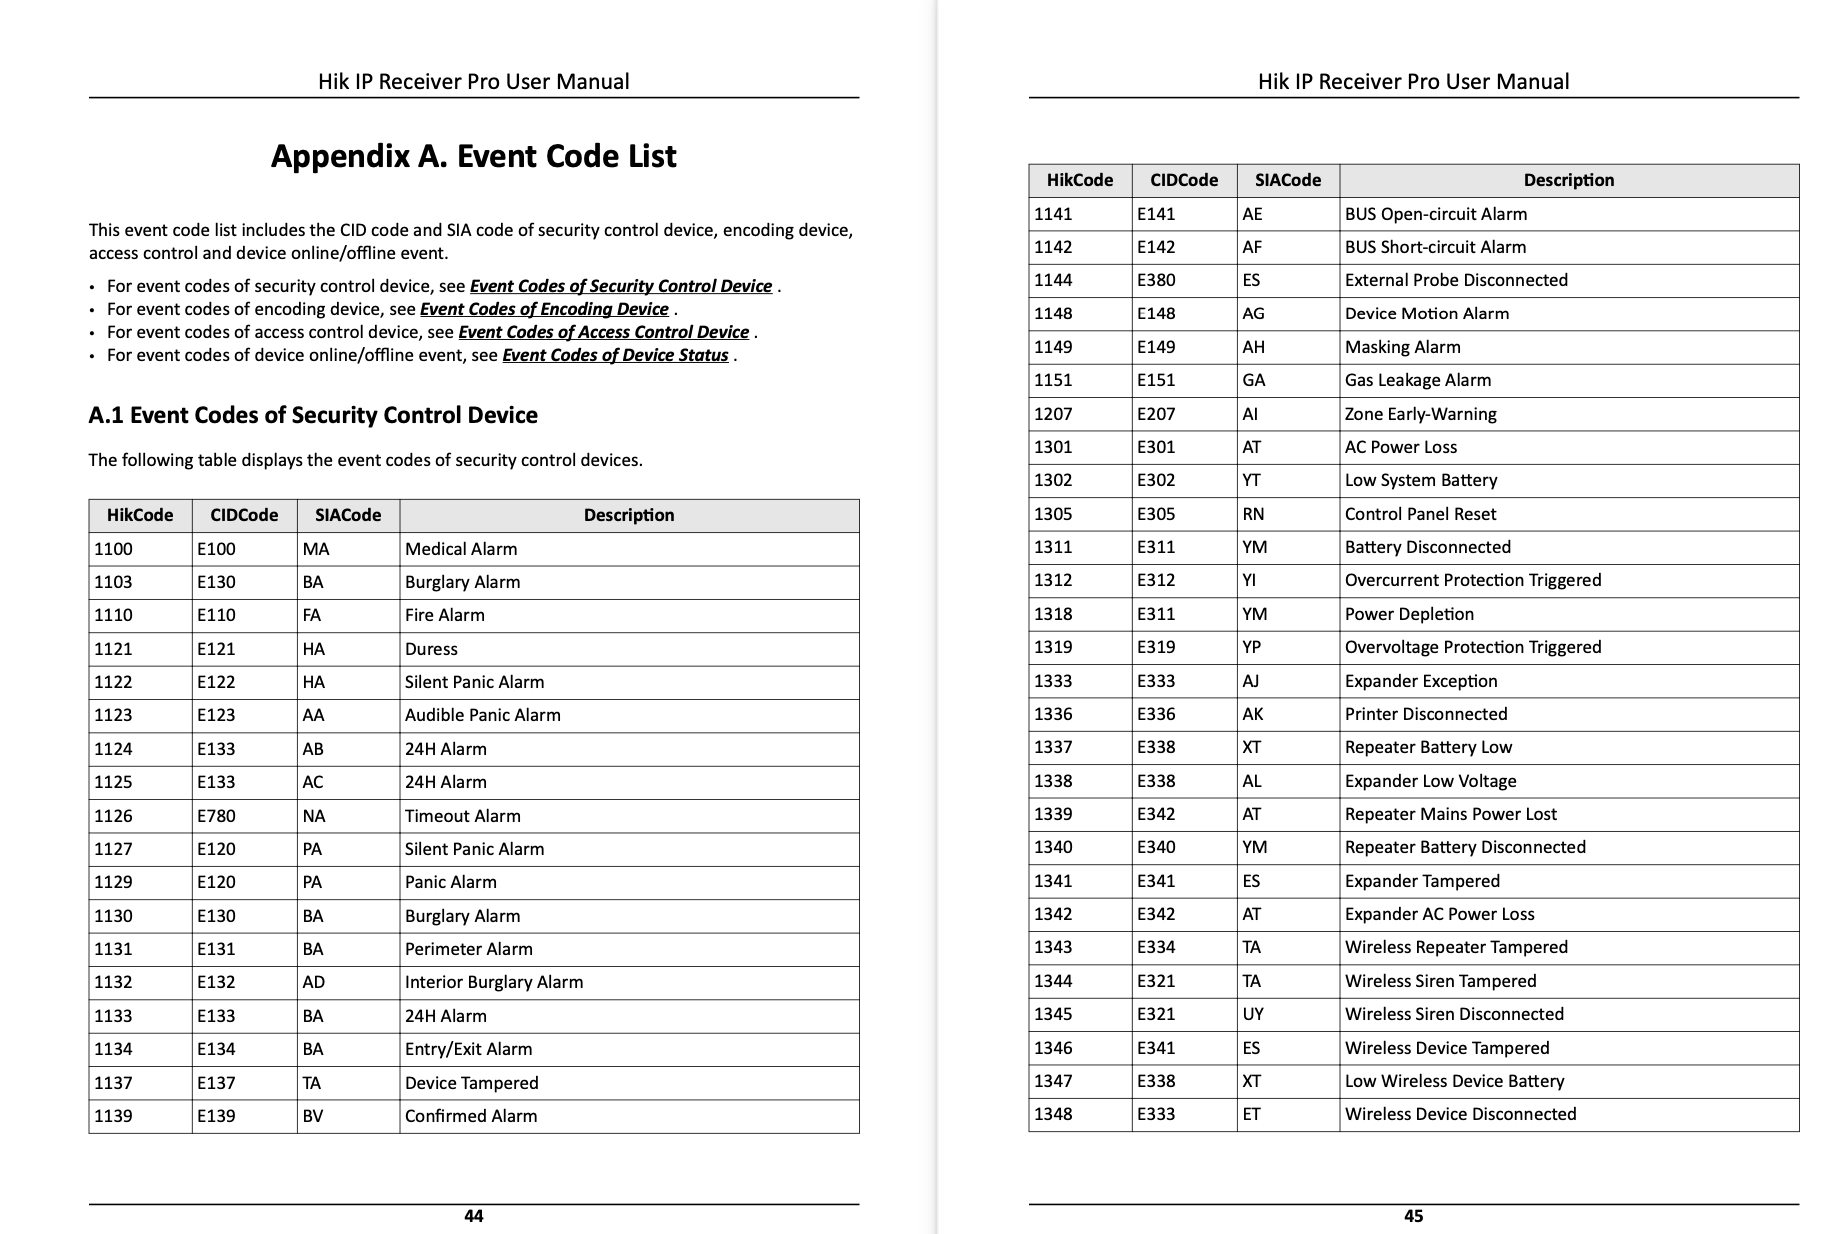 Hik IP Receiver Pro User Manual
Appendix A. Event Code List
This event code list includes the CID code and SIA code of security control device, encoding device,
access control and device online/offline event.
• For event codes of security control device, see Event Codes of Security Control Device .
• For event codes of encoding device, see Event Codes of Encoding Device .
• For event codes of access control device, see Event Codes of Access Control Device .
• For event codes of device online/offline event, see Event Codes of Device Status .
A.1 Event Codes of Security Control Device
The following table displays the event codes of security control devices.
HikCode CIDCode SIACode Description
1100 E100 MA Medical Alarm
1103 E130 BA Burglary Alarm
1110 E110 FA Fire Alarm
1121 E121 HA Duress
1122 E122 HA Silent Panic Alarm
1123 E123 AA Audible Panic Alarm
1124 E133 AB 24H Alarm
1125 E133 AC 24H Alarm
1126 E780 NA Timeout Alarm
1127 E120 PA Silent Panic Alarm
1129 E120 PA Panic Alarm
1130 E130 BA Burglary Alarm
1131 E131 BA Perimeter Alarm
1132 E132 AD Interior Burglary Alarm
1133 E133 BA 24H Alarm
1134 E134 BA Entry/Exit Alarm
1137 E137 TA Device Tampered
1139 E139 BV Confirmed Alarm
44
Hik IP Receiver Pro User Manual
HikCode CIDCode SIACode Description
1141 E141 AE BUS Open-circuit Alarm
1142 E142 AF BUS Short-circuit Alarm
1144 E380 ES External Probe Disconnected
1148 E148 AG Device Motion Alarm
1149 E149 AH Masking Alarm
1151 E151 GA Gas Leakage Alarm
1207 E207 AI Zone Early-Warning
1301 E301 AT AC Power Loss
1302 E302 YT Low System Battery
1305 E305 RN Control Panel Reset
1311 E311 YM Battery Disconnected
1312 E312 YI Overcurrent Protection Triggered
1318 E311 YM Power Depletion
1319 E319 YP Overvoltage Protection Triggered
1333 E333 AJ Expander Exception
1336 E336 AK Printer Disconnected
1337 E338 XT Repeater Battery Low
1338 E338 AL Expander Low Voltage
1339 E342 AT Repeater Mains Power Lost
1340 E340 YM Repeater Battery Disconnected
1341 E341 ES Expander Tampered
1342 E342 AT Expander AC Power Loss
1343 E334 TA Wireless Repeater Tampered
1344 E321 TA Wireless Siren Tampered
1345 E321 UY Wireless Siren Disconnected
1346 E341 ES Wireless Device Tampered
1347 E338 XT Low Wireless Device Battery
1348 E333 ET Wireless Device Disconnected
45